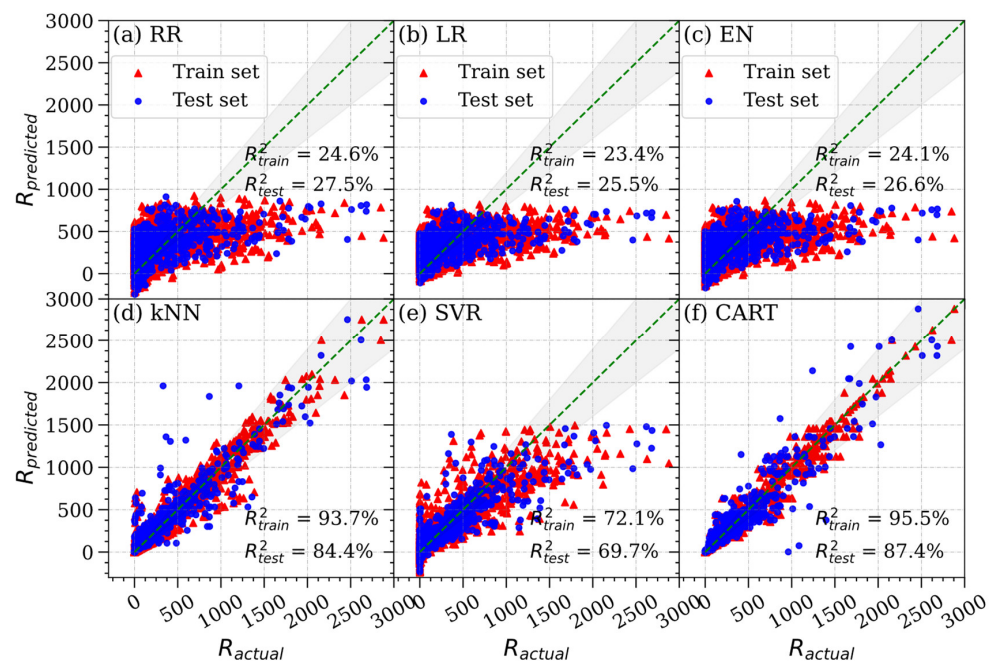 (a) RR
Train set
Test set
R²train = 24.6%
R²test = 27.5%
(b) LR
Train set
Test set
R²train = 23.4%
R²test = 25.5%
(c) EN
Train set
Test set
R²train = 24.1%
R²test = 26.6%
3000
2500
2000
1500
1000
500
0
Rpredicted
(d) kNN
R²train = 93.7%
R²test = 84.4%
(e) SVR
R²train = 72.1%
R²test = 69.7%
(f) CART
R²train = 95.5%
R²test = 87.4%
3000
2500
2000
1500
1000
500
0
Rpredicted
0 500 1000 1500 2000 2500 3000
0 500 1000 1500 2000 2500 3000
0 500 1000 1500 2000 2500 3000
Ractual
Ractual
Ractual